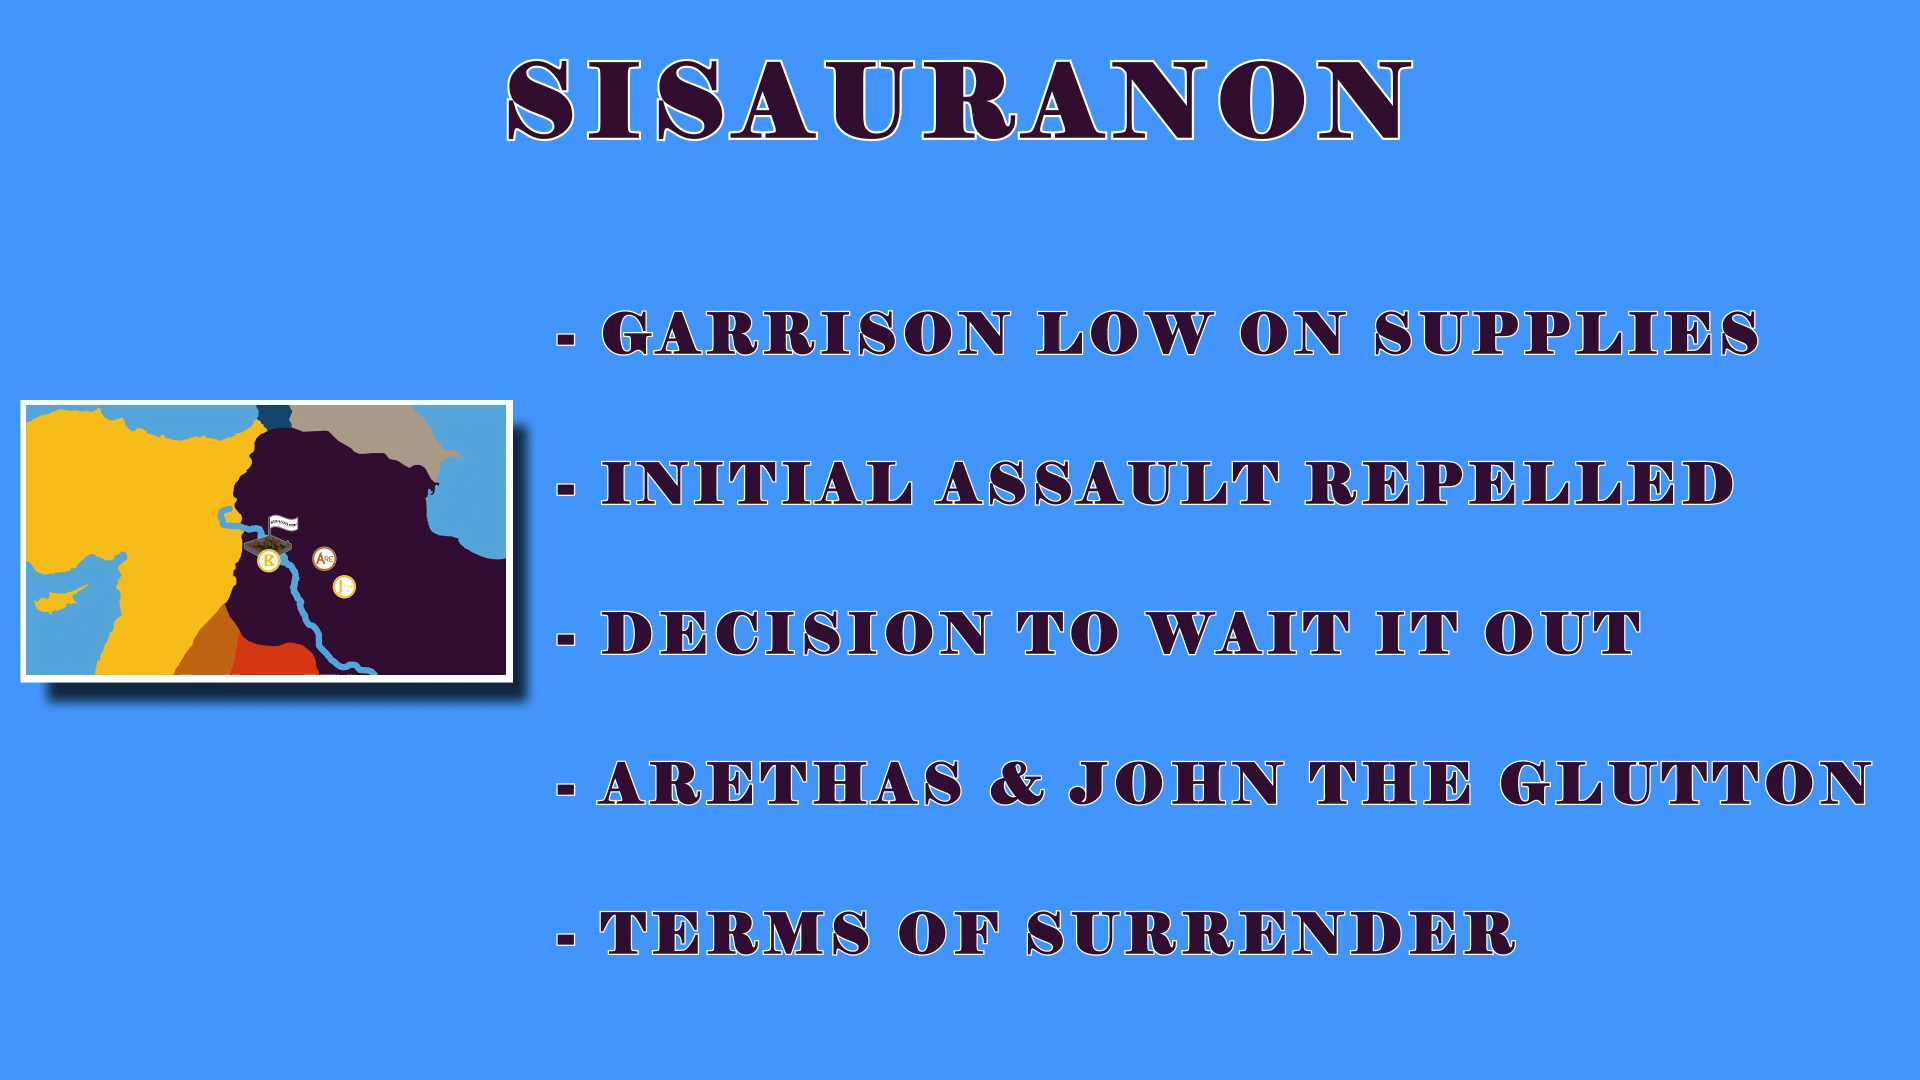 SISAURANON
- GARRISON LOW ON SUPPLIES
- INITIAL ASSAULT REPELLED
- DECISION TO WAIT IT OUT
- ARETHAS & JOHN THE GLUTTON
- TERMS OF SURRENDER
B
ARE